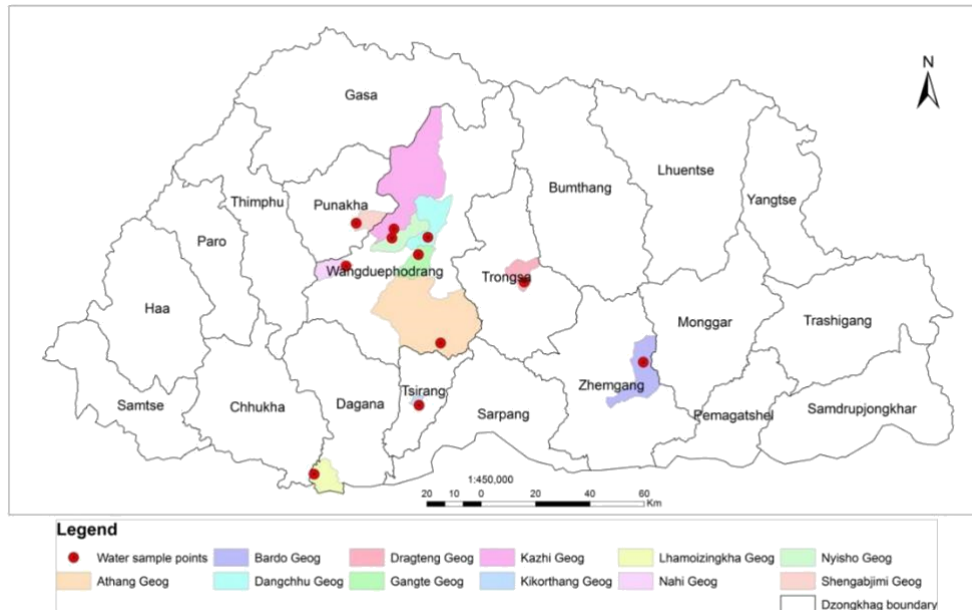 N
Gasa
Lhuentse
Bumthang
Yangtse
Thimphu
Punakha
Paro
Wangduephodrang
Trongsa
Haa
Monggar
Trashigang
Zhemgang
Tsirang
Samtse
Chhukha
Dagana
Sarpang
Pemagatshel
Samdrupjongkhar
1:450,000
20 10 0 20 40 60
Km
Legend
Water sample points Bardo Geog Dragteng Geog Kazhi Geog Lhamoizingkha Geog Nyisho Geog
Athang Geog Dangchhu Geog Gangte Geog Kikorthang Geog Nahi Geog Shengabjimi Geog
Dzongkhag boundary